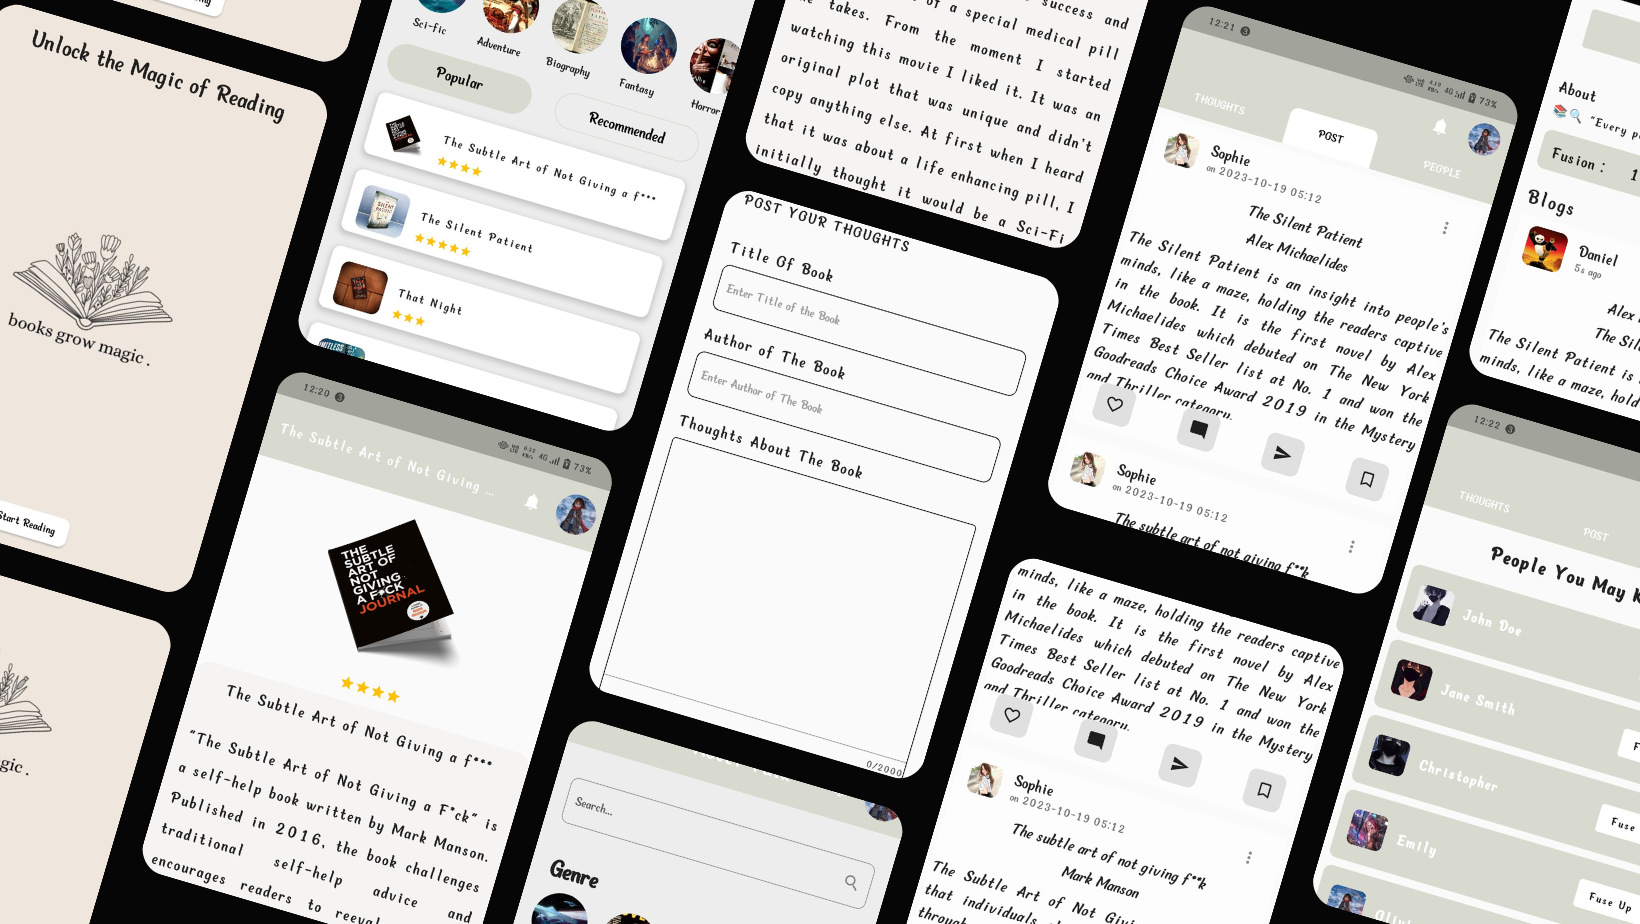 Unlock the Magic of Reading
books grow magic .
Start Reading
Sci-fic
Adventure
Biography
Fantasy
Horror
Popular
Recommended
The Subtle Art of Not Giving a f***
The Silent Patient
That Night
12:20
4G
73%
The Subtle Art of Not Giving ...
THE
SUBTLE
ART OF
NOT
GIVING
A F*CK
JOURNAL
The Subtle Art of Not Giving a f***
"The Subtle Art of Not Giving a F*ck" is
a self-help book written by Mark Manson.
Published in 2016, the book challenges
traditional self-help advice and
encourages readers to
success and
of a special medical pill
takes. From the moment I started
watching this movie I liked it. It was an
original plot that was unique and didn't
copy anything else. At first when I heard
that it was about a life enhancing pill, I
initially thought it would be a Sci-Fi
POST YOUR THOUGHTS
Title Of Book
Enter Title of the Book
Author of The Book
Enter Author of The Book
Thoughts About The Book
0/2000
Search...
Genre
12:21
4G
73%
THOUGHTS
POST
PEOPLE
Sophie
on 2023-10-19 05:12
The Silent Patient
Alex Michaelides
The Silent Patient is an insight into people's
minds, like a maze, holding the readers captive
in the book. It is the first novel by Alex
Michaelides which debuted on The New York
Times Best Seller list at No. 1 and won the
Goodreads Choice Award 2019 in the Mystery
and Thriller category.
Sophie
on 2023-10-19 05:12
The subtle art of not giving f**k
minds, like a maze, holding the readers captive
in the book. It is the first novel by Alex
Michaelides which debuted on The New York
Times Best Seller list at No. 1 and won the
Goodreads Choice Award 2019 in the Mystery
and Thriller category.
Sophie
on 2023-10-19 05:12
The subtle art of not giving f**k
Mark Manson
The Subtle Art of Not
that individuals
through
About
"Every
Fusion : 1
Blogs
Daniel
5s ago
Alex
The
The Silent Patient is
minds, like a maze, hold
12:22
THOUGHTS
POST
People You May
John Doe
Jane Smith
Christopher
Fuse
Emily
Fuse Up
gic .